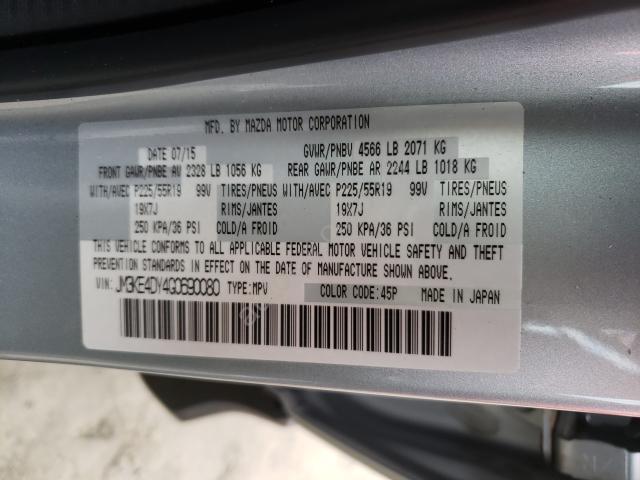 MFD. BY MAZDA MOTOR CORPORATION
DATE 07/15 GVWR/PNBV 4566 LB 2071 KG
FRONT GAWR/PNBE AV 2328 LB 1056 KG REAR GAWR/PNBE AR 2244 LB 1018 KG
WITH/AVEC P225/55R19 99V TIRES/PNEUS WITH/AVEC P225/55R19 99V TIRES/PNEUS
19X7J RIMS/JANTES 19X7J RIMS/JANTES
250 KPA/36 PSI COLD/A FROID 250 KPA/36 PSI COLD/A FROID
THIS VEHICLE CONFORMS TO ALL APPLICABLE FEDERAL MOTOR VEHICLE SAFETY AND THEFT
PREVENTION STANDARDS IN EFFECT ON THE DATE OF MANUFACTURE SHOWN ABOVE.
VIN: JM3KE4DY4G0690080 TYPE: MPV COLOR CODE: 45P MADE IN JAPAN